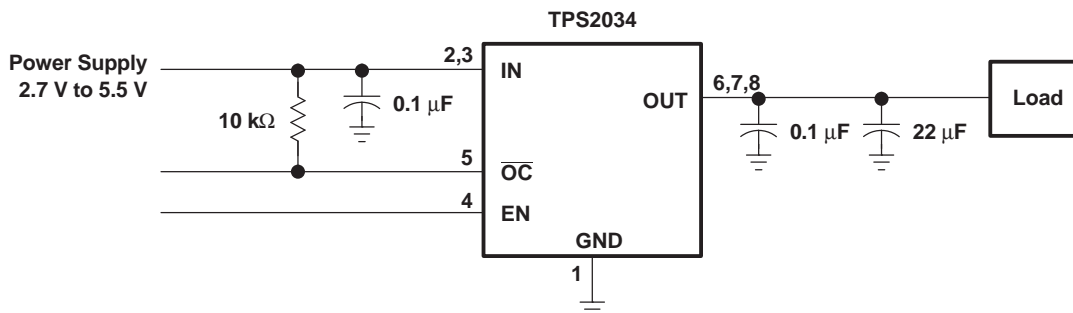 TPS2034
Power Supply
2.7 V to 5.5 V
2,3
IN
6,7,8
OUT
Load
10 kΩ
0.1 μF
0.1 μF
22 μF
5
O̅C̅
4
EN
GND
1